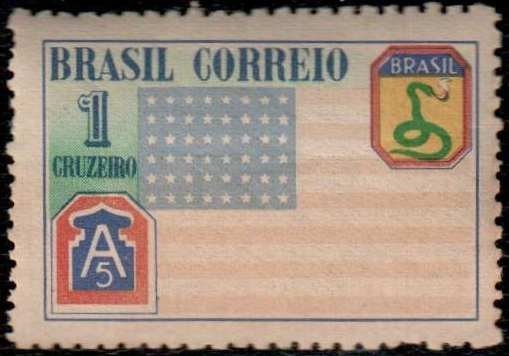 BRASIL CORREIO
BRASIL
1
CRUZEIRO
A
5